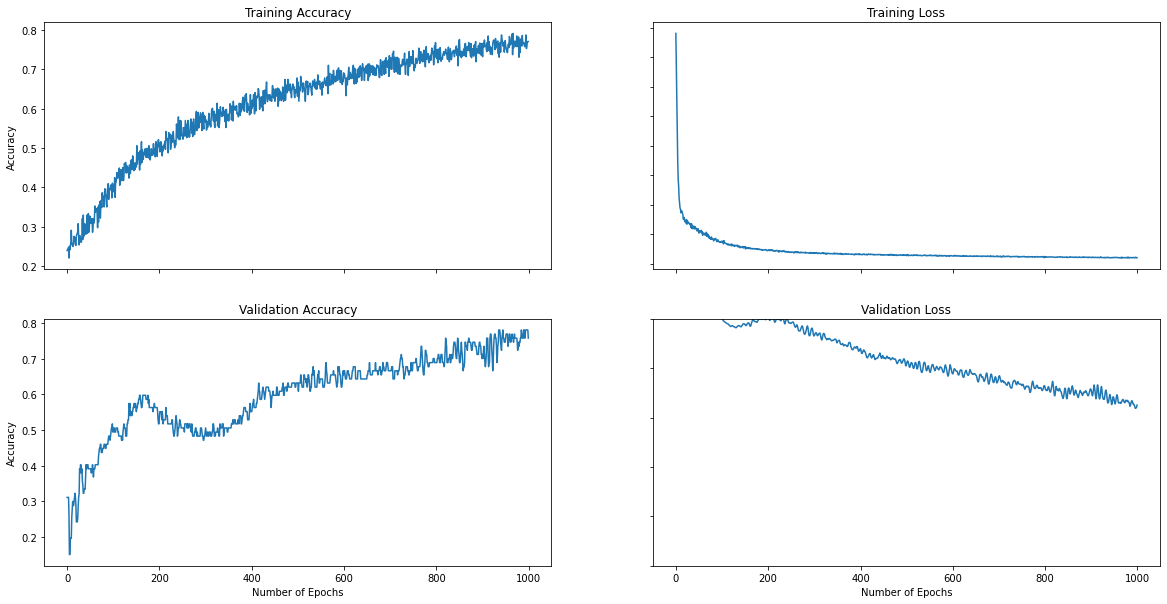 Training Accuracy
Training Loss
0.8
0.7
0.6
0.5
0.4
0.3
0.2
Accuracy
Validation Accuracy
Validation Loss
0.8
0.7
0.6
0.5
0.4
0.3
0.2
Accuracy
0 200 400 600 800 1000
0 200 400 600 800 1000
Number of Epochs
Number of Epochs